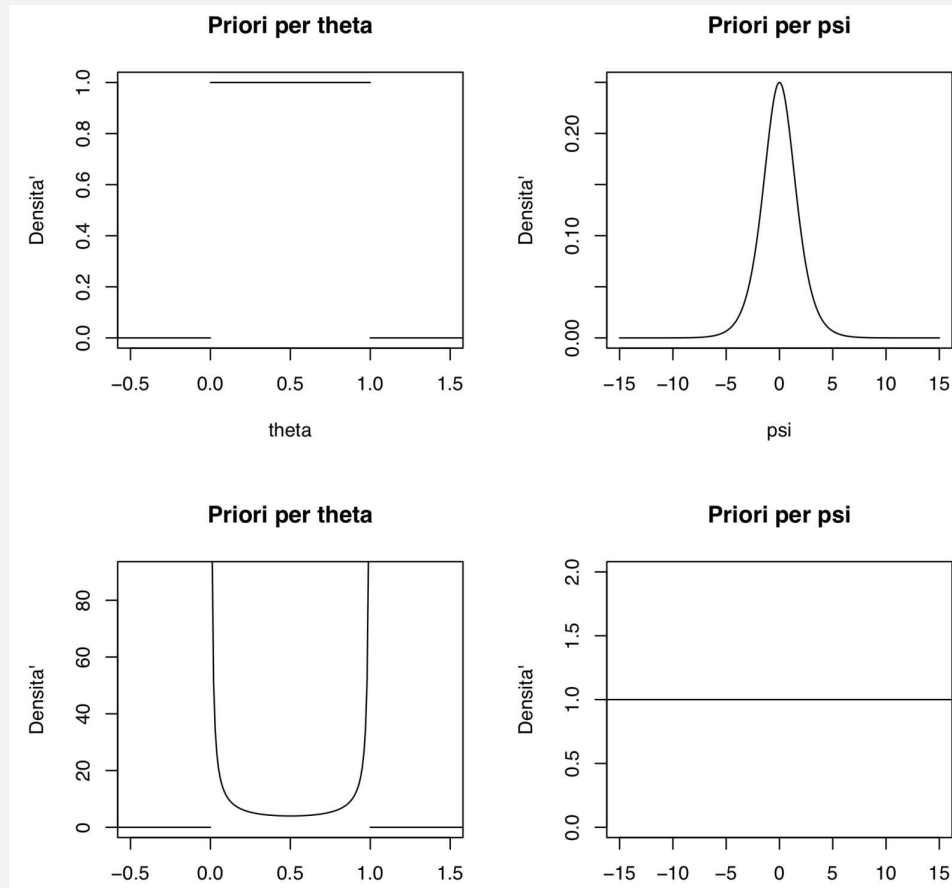 Priori per theta
Priori per psi
Densita'
0.0 0.2 0.4 0.6 0.8 1.0
−0.5 0.0 0.5 1.0 1.5
theta
Densita'
0.00 0.10 0.20
−15 −10 −5 0 5 10 15
psi
Priori per theta
Priori per psi
Densita'
0 20 40 60 80
−0.5 0.0 0.5 1.0 1.5
Densita'
0.0 0.5 1.0 1.5 2.0
−15 −10 −5 0 5 10 15